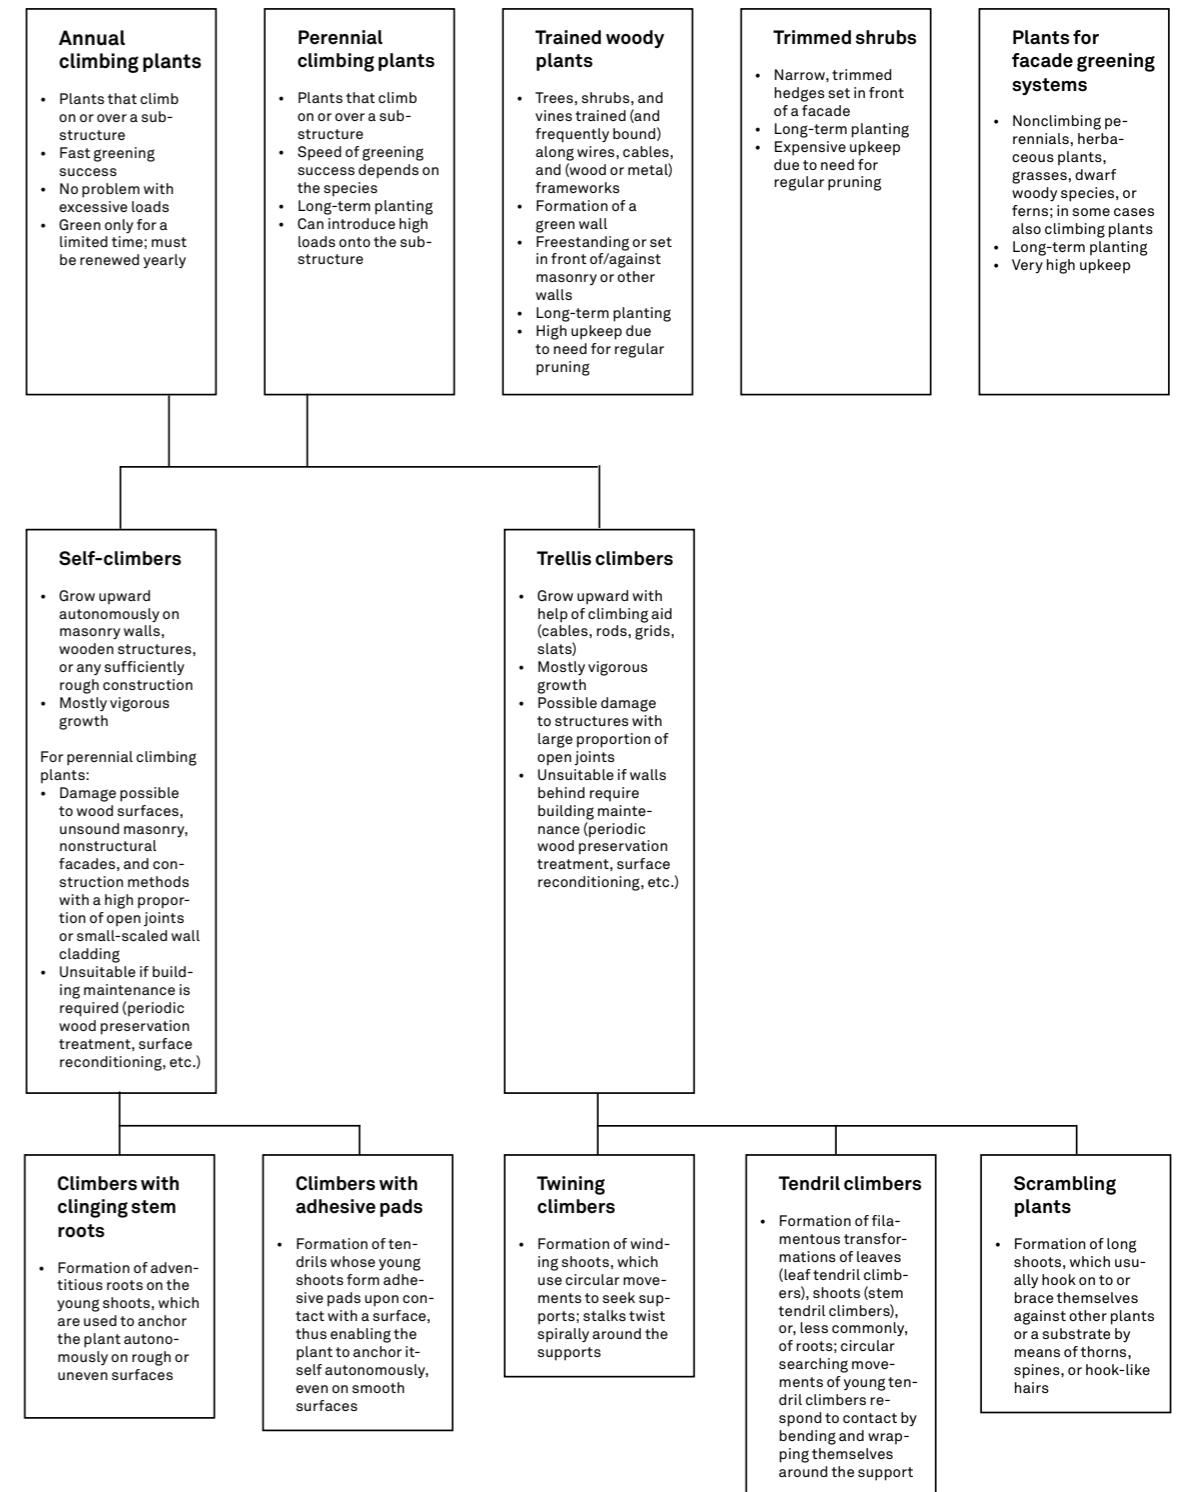 Annual
climbing plants
• Plants that climb
on or over a sub-
structure
• Fast greening
success
• No problem with
excessive loads
• Green only for a
limited time; must
be renewed yearly
Perennial
climbing plants
• Plants that climb
on or over a sub-
structure
• Speed of greening
success depends on
the species
• Long-term planting
• Can introduce high
loads onto the sub-
structure
Trained woody
plants
• Trees, shrubs, and
vines trained (and
frequently bound)
along wires, cables,
and (wood or metal)
frameworks
• Formation of a
green wall
• Freestanding or set
in front of/against
masonry or other
walls
• Long-term planting
• High upkeep due
to need for regular
pruning
Trimmed shrubs
• Narrow, trimmed
hedges set in front
of a facade
• Long-term planting
• Expensive upkeep
due to need for
regular pruning
Plants for
facade greening
systems
• Nonclimbing pe-
rennials, herba-
ceous plants,
grasses, dwarf
woody species, or
ferns; in some cases
also climbing plants
• Long-term planting
• Very high upkeep
Self-climbers
• Grow upward
autonomously on
masonry walls,
wooden structures,
or any sufficiently
rough construction
• Mostly vigorous
growth
For perennial climbing
plants:
• Damage possible
to wood surfaces,
unsound masonry,
nonstructural
facades, and con-
struction methods
with a high propor-
tion of open joints
or small-scaled wall
cladding
• Unsuitable if build-
ing maintenance is
required (periodic
wood preservation
treatment, surface
reconditioning, etc.)
Trellis climbers
• Grow upward with
help of climbing aid
(cables, rods, grids,
slats)
• Mostly vigorous
growth
• Possible damage
to structures with
large proportion of
open joints
• Unsuitable if walls
behind require
building mainte-
nance (periodic
wood preservation
treatment, surface
reconditioning, etc.)
Climbers with
clinging stem
roots
• Formation of adven-
titious roots on the
young shoots, which
are used to anchor
the plant autono-
mously on rough or
uneven surfaces
Climbers with
adhesive pads
• Formation of ten-
drils whose young
shoots form adhe-
sive pads upon con-
tact with a surface,
thus enabling the
plant to anchor it-
self autonomously,
even on smooth
surfaces
Twining
climbers
• Formation of wind-
ing shoots, which
use circular move-
ments to seek sup-
ports; stalks twist
spirally around the
supports
Tendril climbers
• Formation of fila-
mentous transfor-
mations of leaves
(leaf tendril climb-
ers), shoots (stem
tendril climbers),
or, less commonly,
of roots; circular
searching move-
ments of young ten-
dril climbers re-
spond to contact by
bending and wrap-
ping themselves
around the support
Scrambling
plants
• Formation of long
shoots, which usu-
ally hook on to or
brace themselves
against other plants
or a substrate by
means of thorns,
spines, or hook-like
hairs